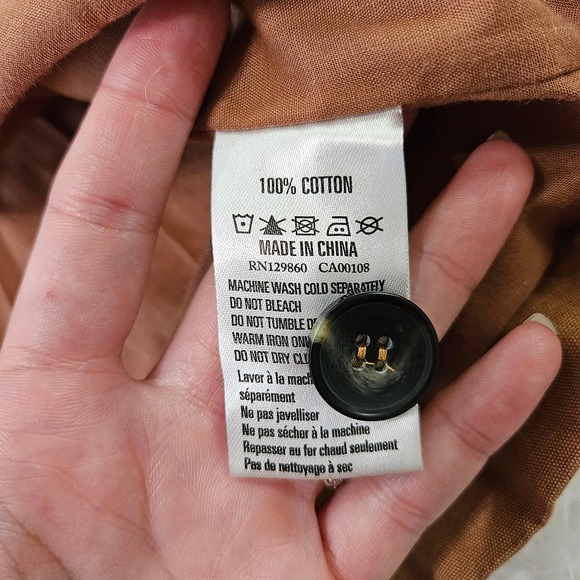 100% COTTON
MADE IN CHINA
RN129860 CA00108
MACHINE WASH COLD SEPARATELY
DO NOT BLEACH
DO NOT TUMBLE
WARM IRON
DO NOT DRY
Laver à la
séparément
Ne pas javelliser
Ne pas sécher à la machine
Repasser au fer chaud seulement
Pas de nettoyage à sec